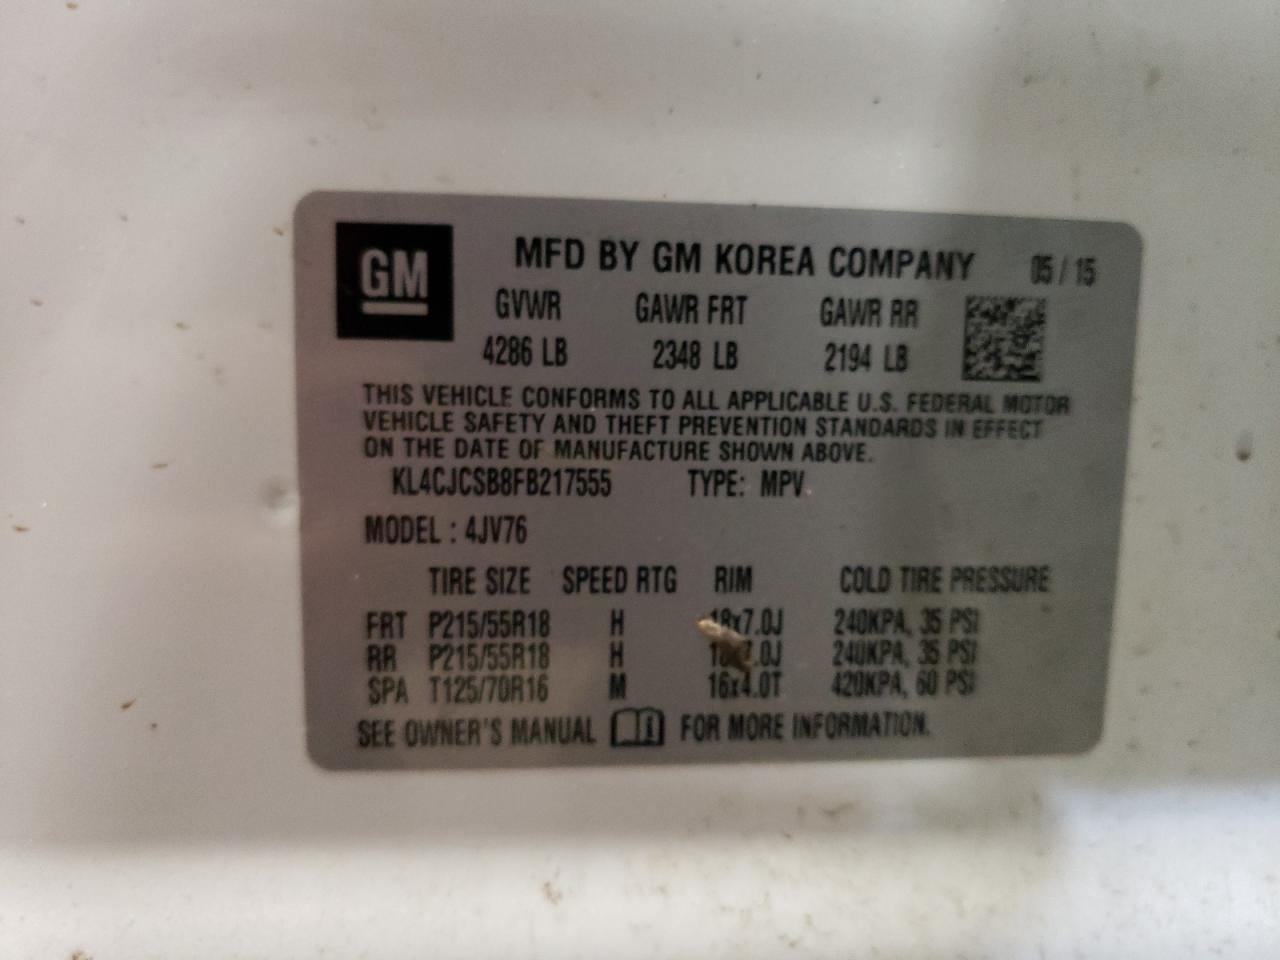 GM
MFD BY GM KOREA COMPANY 05 / 15
GVWR GAWR FRT GAWR RR
4286 LB 2348 LB 2194 LB
THIS VEHICLE CONFORMS TO ALL APPLICABLE U.S. FEDERAL MOTOR
VEHICLE SAFETY AND THEFT PREVENTION STANDARDS IN EFFECT
ON THE DATE OF MANUFACTURE SHOWN ABOVE.
KL4CJCSB8FB217555 TYPE: MPV
MODEL : 4JV76
TIRE SIZE SPEED RTG RIM COLD TIRE PRESSURE
FRT P215/55R18 H 18x7.0J 240KPA, 35 PSI
RR P215/55R18 H 18x7.0J 240KPA, 35 PSI
SPA T125/70R16 M 16x4.0T 420KPA, 60 PSI
SEE OWNER'S MANUAL FOR MORE INFORMATION.